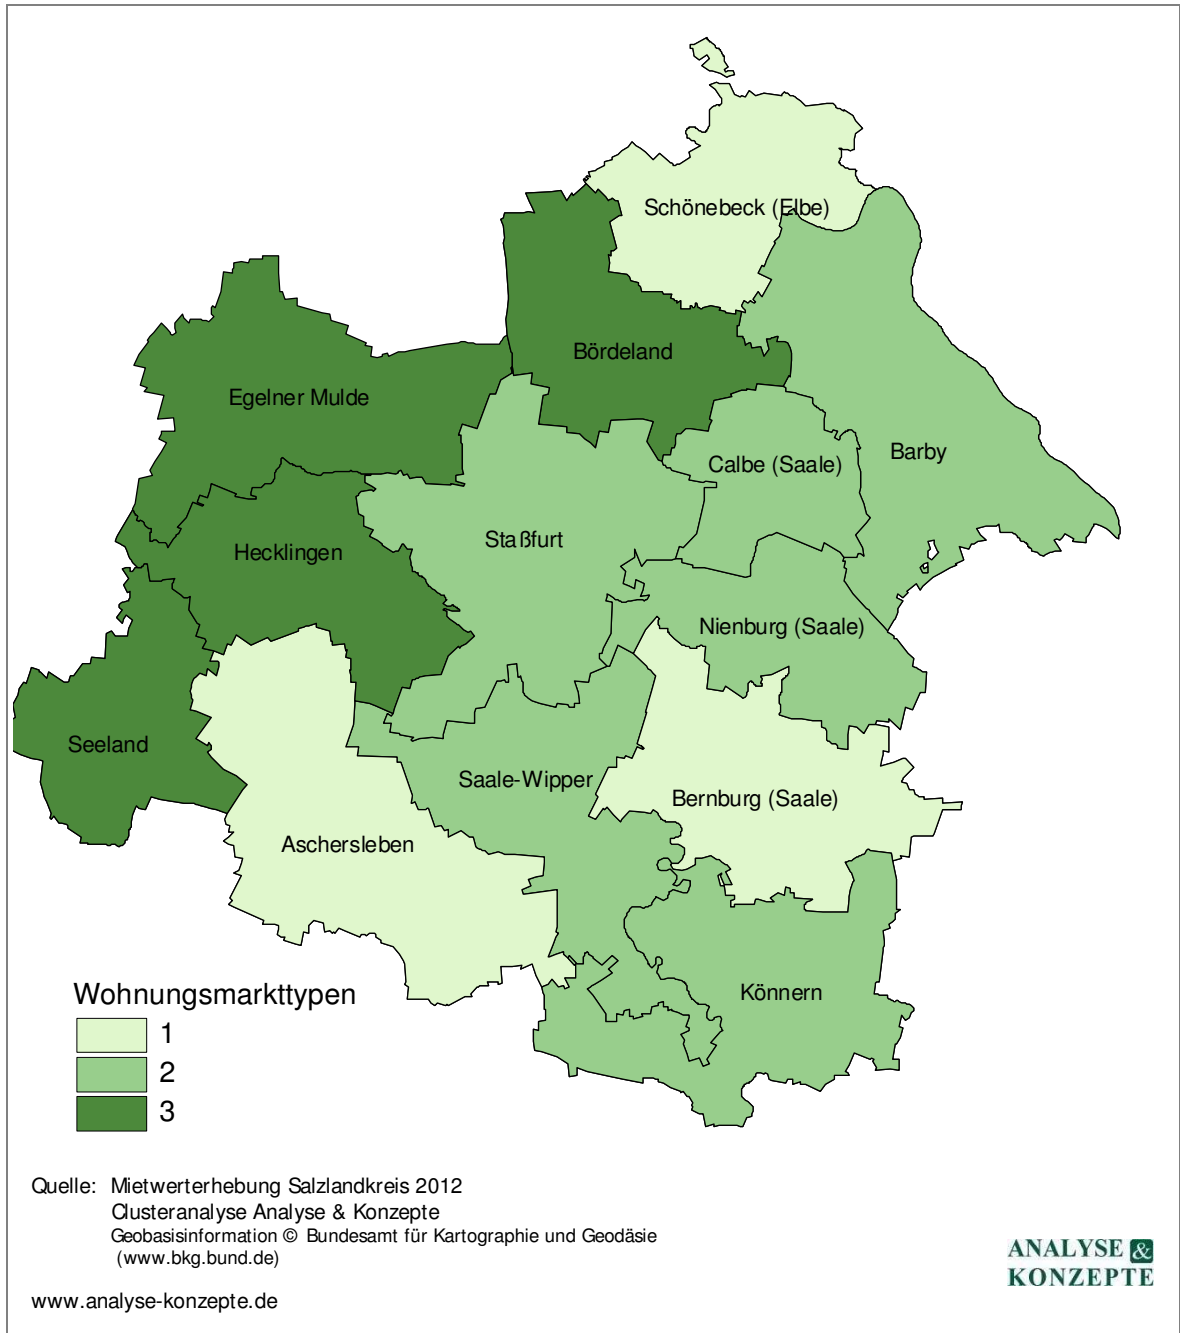 Schönebeck (Elbe)
Bördeland
Egelner Mulde
Barby
Calbe (Saale)
Staßfurt
Hecklingen
Nienburg (Saale)
Seeland
Saale-Wipper
Bernburg (Saale)
Aschersleben
Könnern
Wohnungsmarkttypen
1
2
3
Quelle: Mietwerterhebung Salzlandkreis 2012
Clusteranalyse Analyse & Konzepte
Geobasisinformation © Bundesamt für Kartographie und Geodäsie
(www.bkg.bund.de)
ANALYSE &
KONZEPTE
www.analyse-konzepte.de